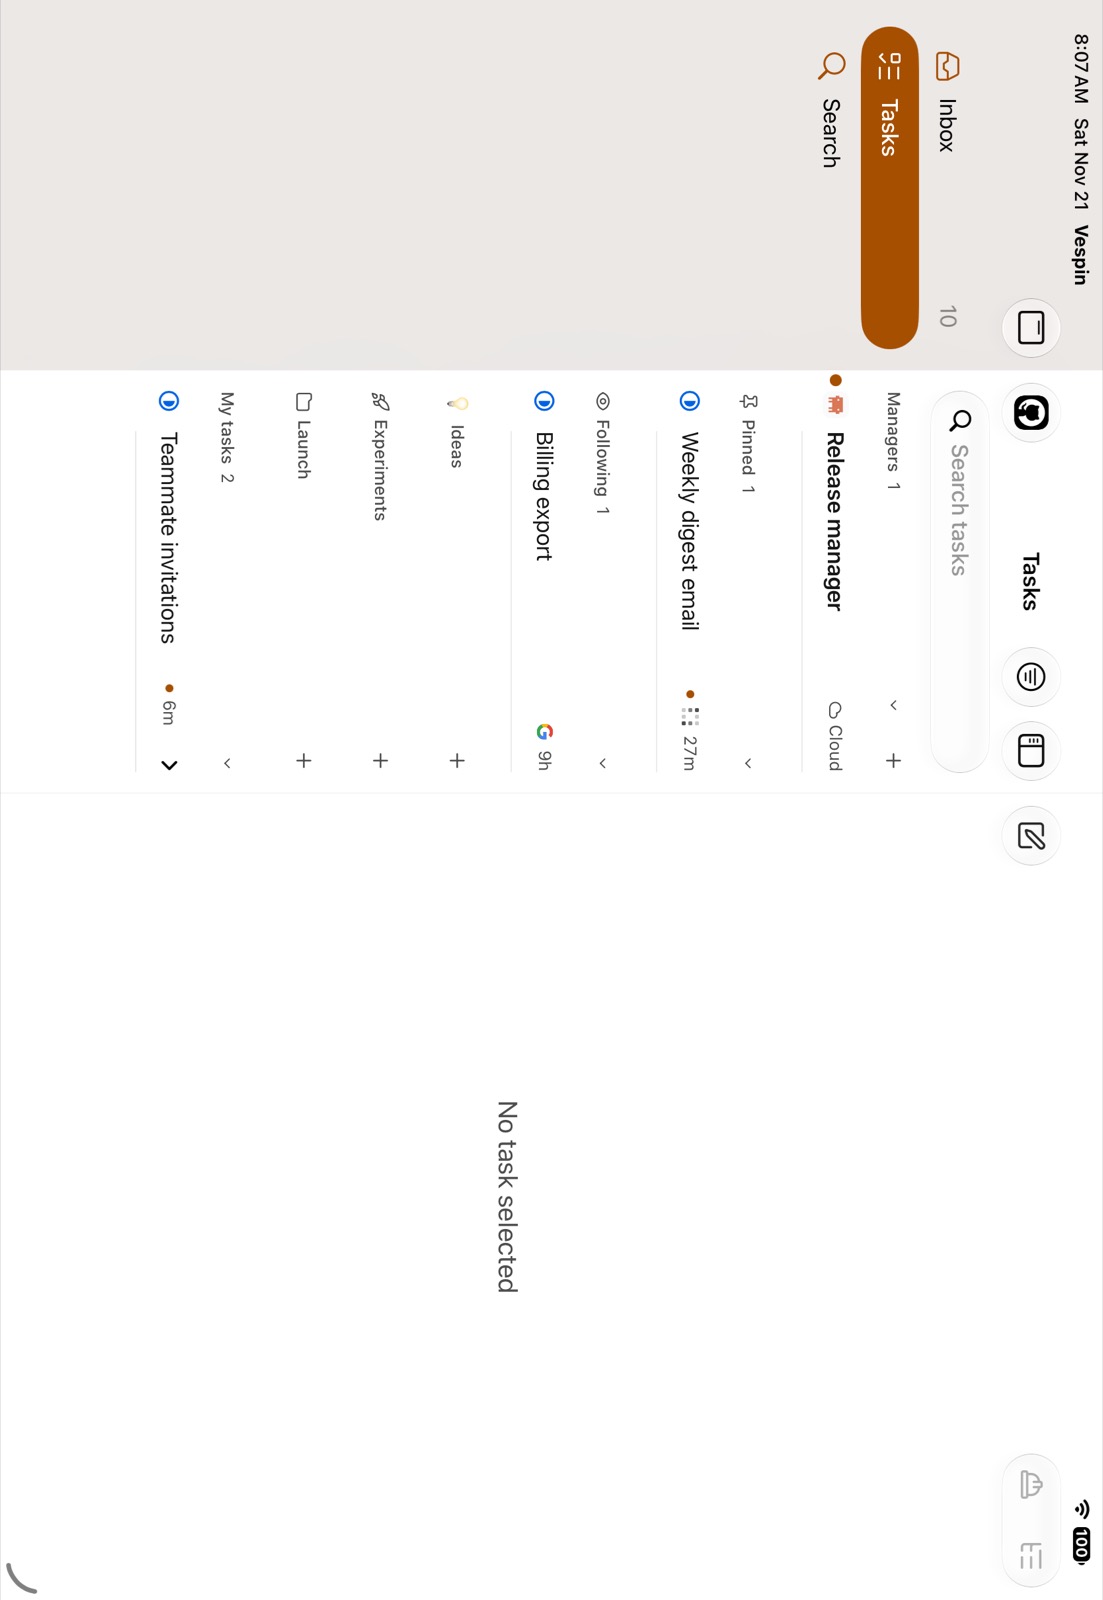 8:07 AM Sat Nov 21 Vespin
100
Tasks
Inbox 10
Tasks
Search
Search tasks
Managers 1
Release manager Cloud
Pinned 1
Weekly digest email 27m
Following 1
Billing export 9h
Ideas
Experiments
Launch
My tasks 2
Teammate invitations 6m
No task selected